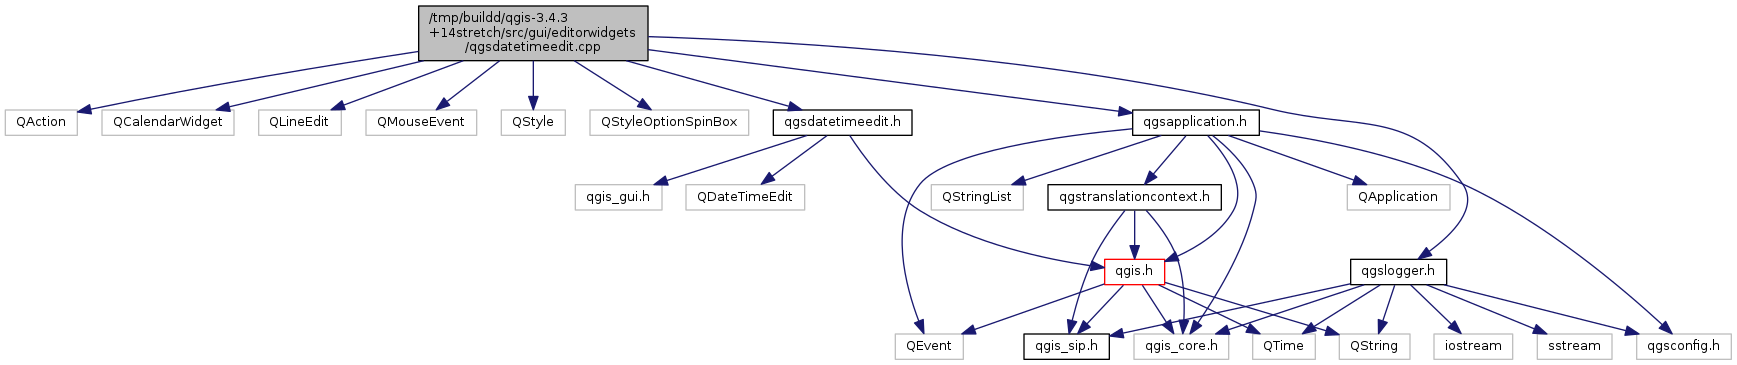 /tmp/buildd/qgis-3.4.3
+14stretch/src/gui/editorwidgets
/qgsdatetimeedit.cpp
QAction
QCalendarWidget
QLineEdit
QMouseEvent
QStyle
QStyleOptionSpinBox
qgsdatetimeedit.h
qgsapplication.h
qgis_gui.h
QDateTimeEdit
QStringList
qgstranslationcontext.h
QApplication
qgis.h
qgslogger.h
QEvent
qgis_sip.h
qgis_core.h
QTime
QString
iostream
sstream
qgsconfig.h